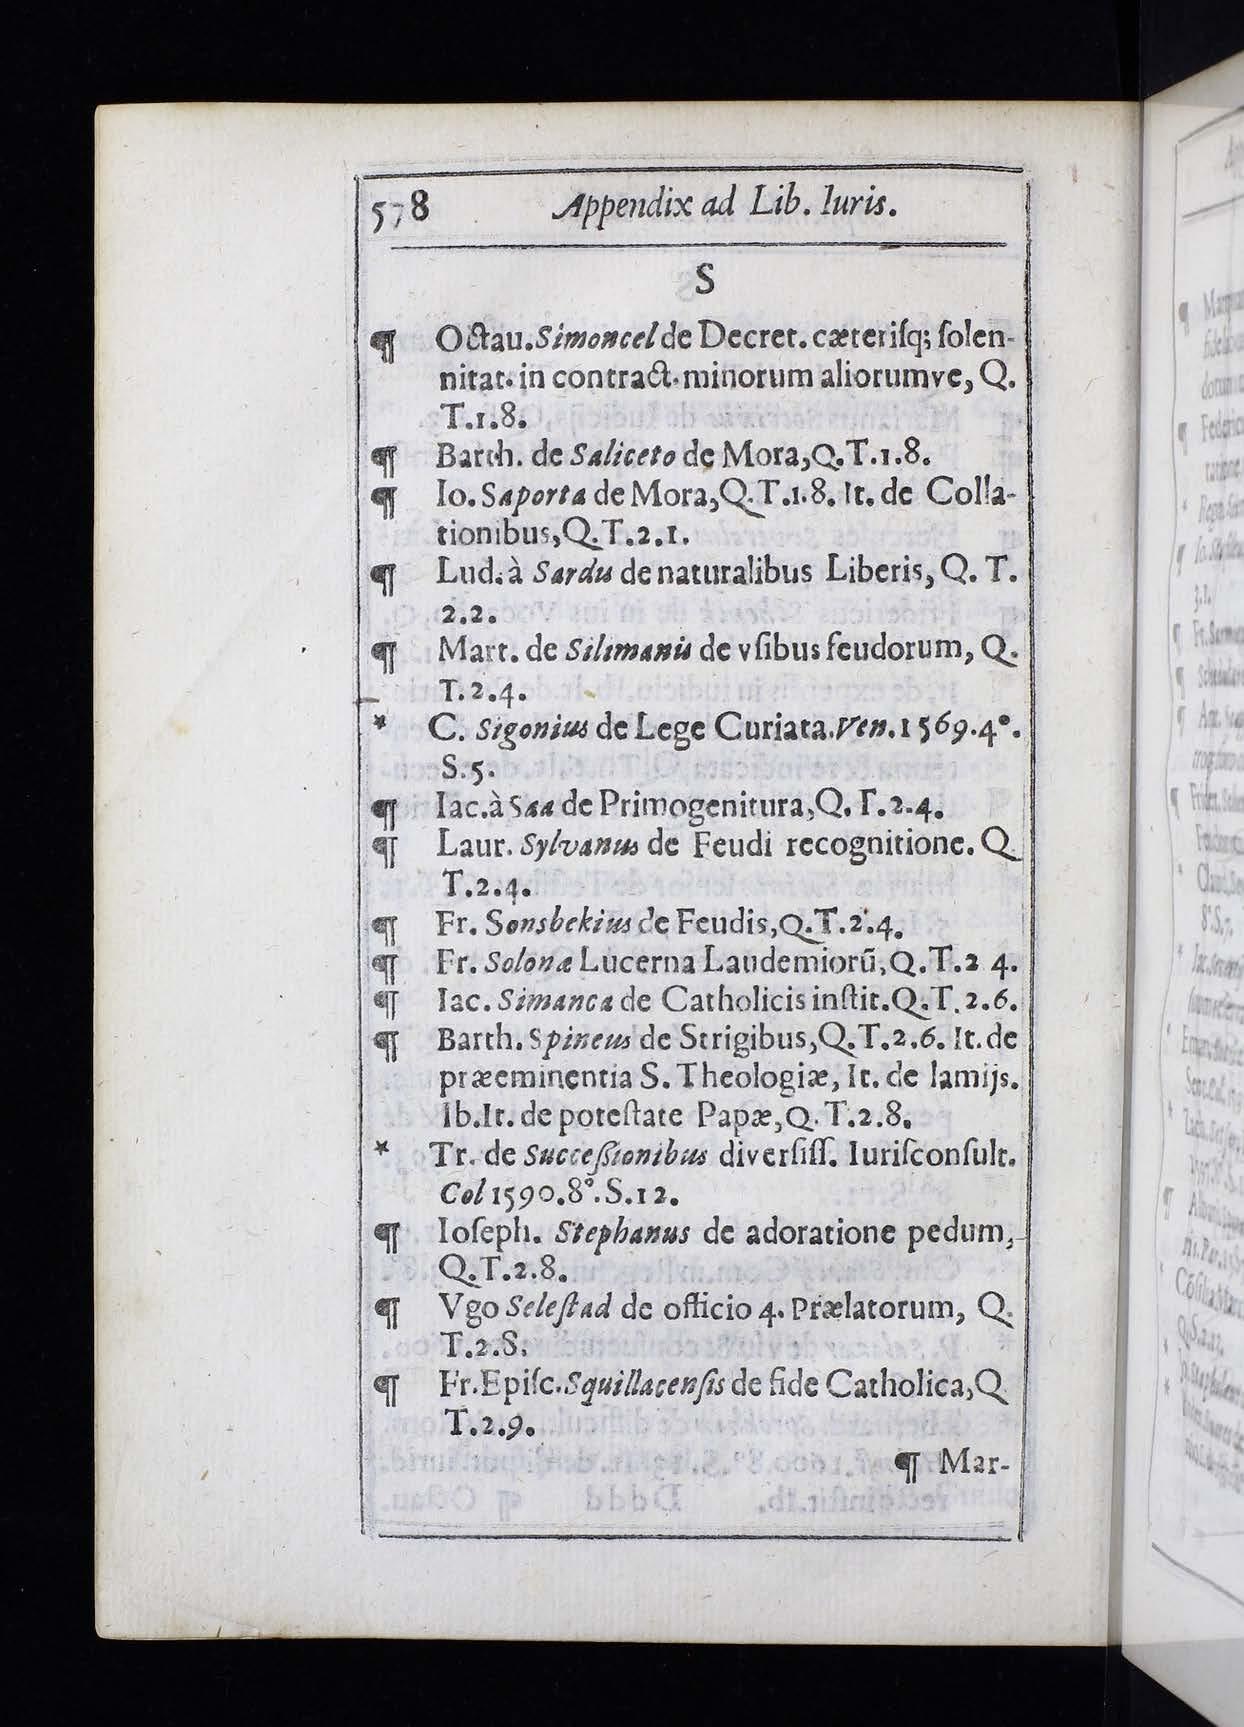 578 Appendix ad Lib. Iuris.
S
¶ Octau. Simoncel de Decret. cæteriſq; ſolen-
nitat. in contract. minorum aliorumve, Q.
T.1.8.
¶ Barth. de Saliceto de Mora, Q.T.1.8.
¶ Io. Saporta de Mora, Q.T.1.8. It. de Colla-
tionibus, Q.T.2.1.
¶ Lud. à Sardis de naturalibus Liberis, Q. T.
2.2.
¶ Mart. de Silimanis de vſibus feudorum, Q.
T.2.4.
* C. Sigonius de Lege Curiata. Ven. 1569.4°.
S.5.
¶ Iac. à Saa de Primogenitura, Q.T.2.4.
¶ Laur. Sylvanus de Feudi recognitione. Q.
T.2.4.
¶ Fr. Sonsbekius de Feudis, Q.T.2.4.
¶ Fr. Solonæ Lucerna Laudemiorũ, Q.T.2 4.
¶ Iac. Simanca de Catholicis inſtit. Q.T.2.6.
¶ Barth. Spineus de Strigibus, Q.T.2.6. It. de
præeminentia S. Theologiæ, It. de lamijs.
Ib. It. de poteſtate Papæ, Q.T.2.8.
* Tr. de Succeßionibus diverſiſſ. Iuriſconſult.
Col 1590.8°.S.12.
¶ Ioſeph. Stephanus de adoratione pedum,
Q.T.2.8.
¶ Vgo Seleſtad de officio 4. Prælatorum, Q.
T.2.8.
¶ Fr. Epiſc. Squillacenſis de fide Catholica, Q
T.2.9.
¶ Mar-